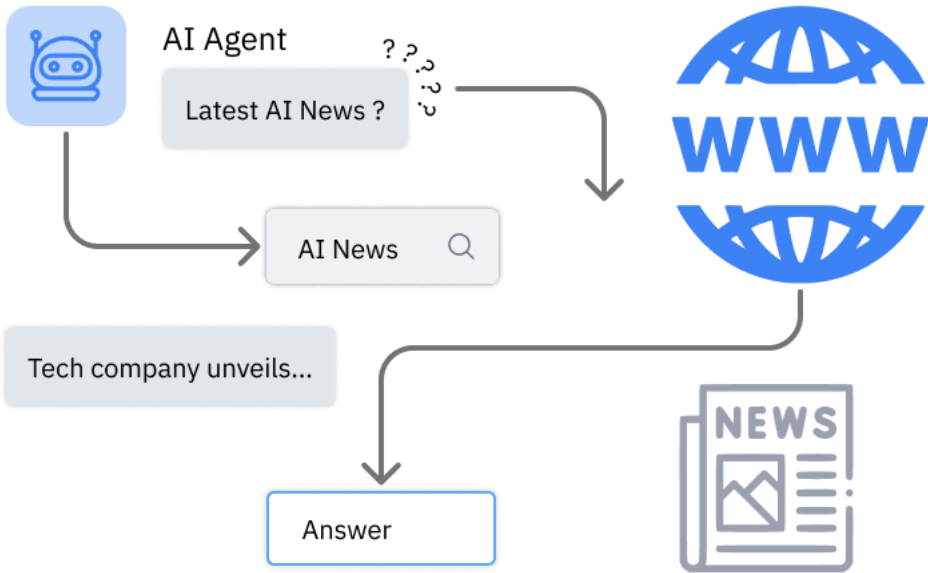 AI Agent
? ? ? ? ?
Latest AI News ?
WWW
AI News
Tech company unveils...
NEWS
Answer